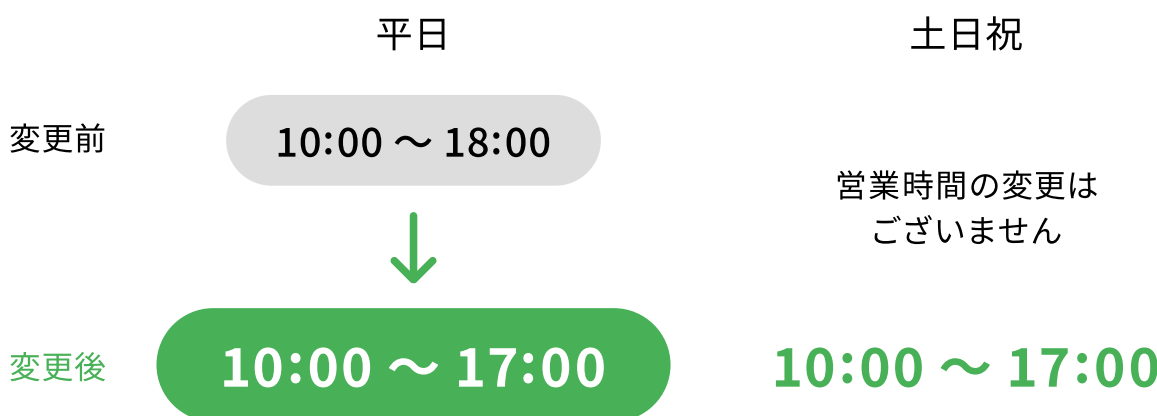 平日
土日祝
変更前
10:00 〜 18:00
営業時間の変更は
ございません
変更後
10:00 〜 17:00
10:00 〜 17:00